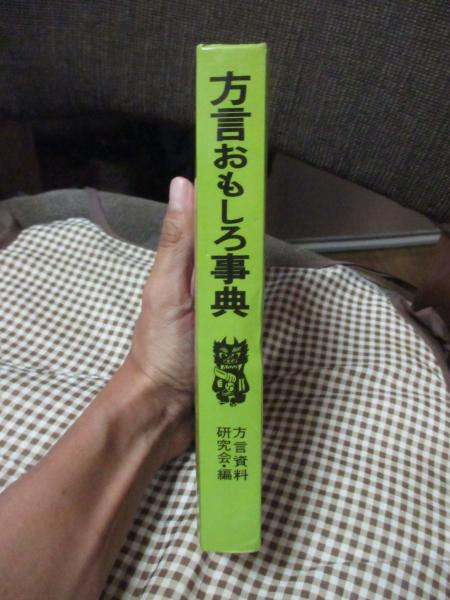 方言おもしろ事典
方言資料
研究会・編